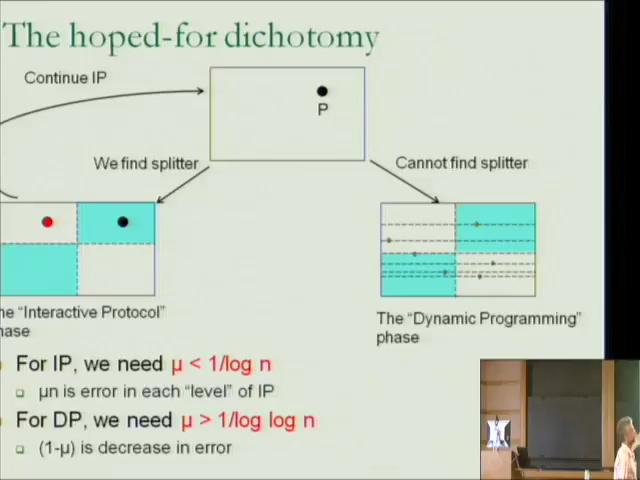 The hoped-for dichotomy
Continue IP
P
We find splitter
Cannot find splitter
"Interactive Protocol"
The "Dynamic Programming"
phase
For IP, we need μ < 1/log n
μn is error in each "level" of IP
For DP, we need μ > 1/log log n
(1-μ) is decrease in error